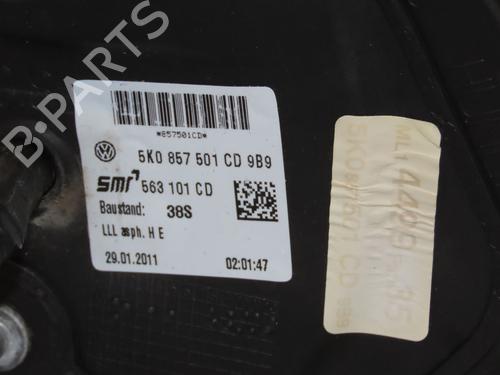 B-PARTS
*857501CD*
5K0 857 501 CD 9B9
smr 563 101 CD
Baustand: 38S
LLL asph. H E
29.01.2011 02:01:47